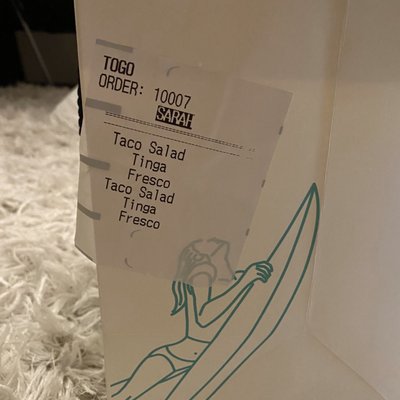 TOGO
ORDER: 10007
SARAH
Taco Salad
Tinga
Fresco
Taco Salad
Tinga
Fresco